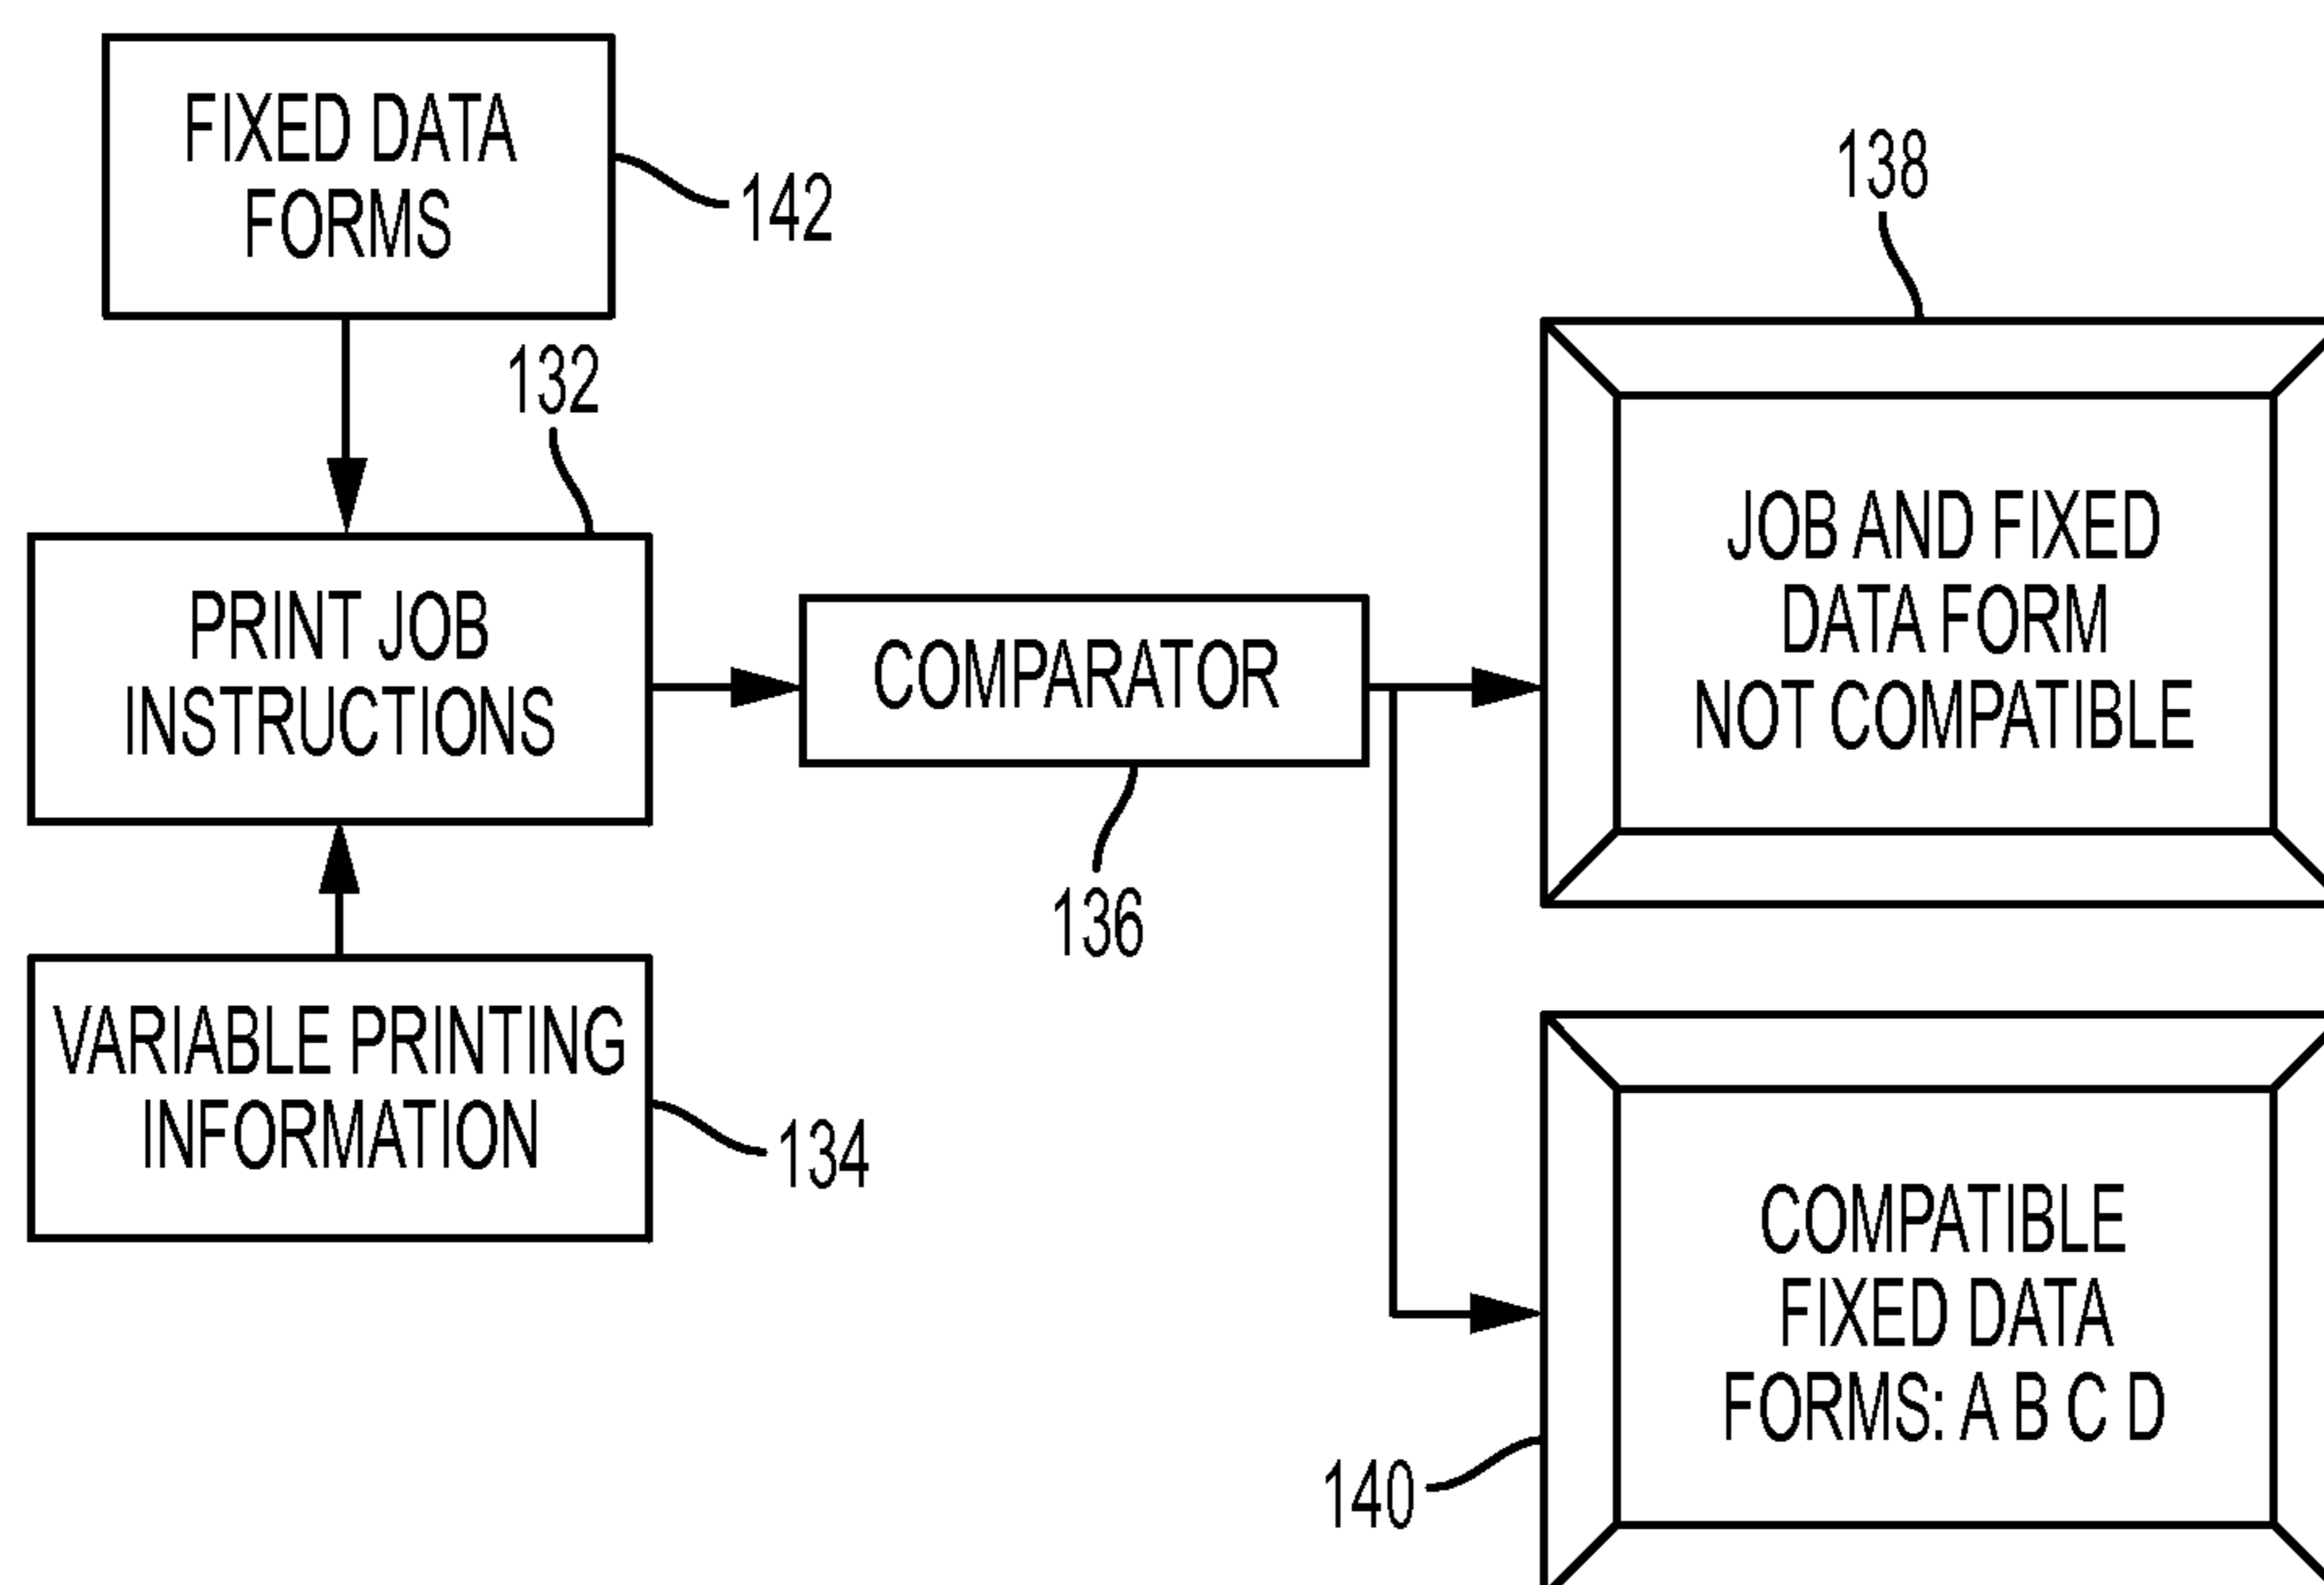 FIXED DATA
FORMS
142
138
132
PRINT JOB
INSTRUCTIONS
COMPARATOR
136
JOB AND FIXED
DATA FORM
NOT COMPATIBLE
VARIABLE PRINTING
INFORMATION
134
COMPATIBLE
FIXED DATA
FORMS: A B C D
140